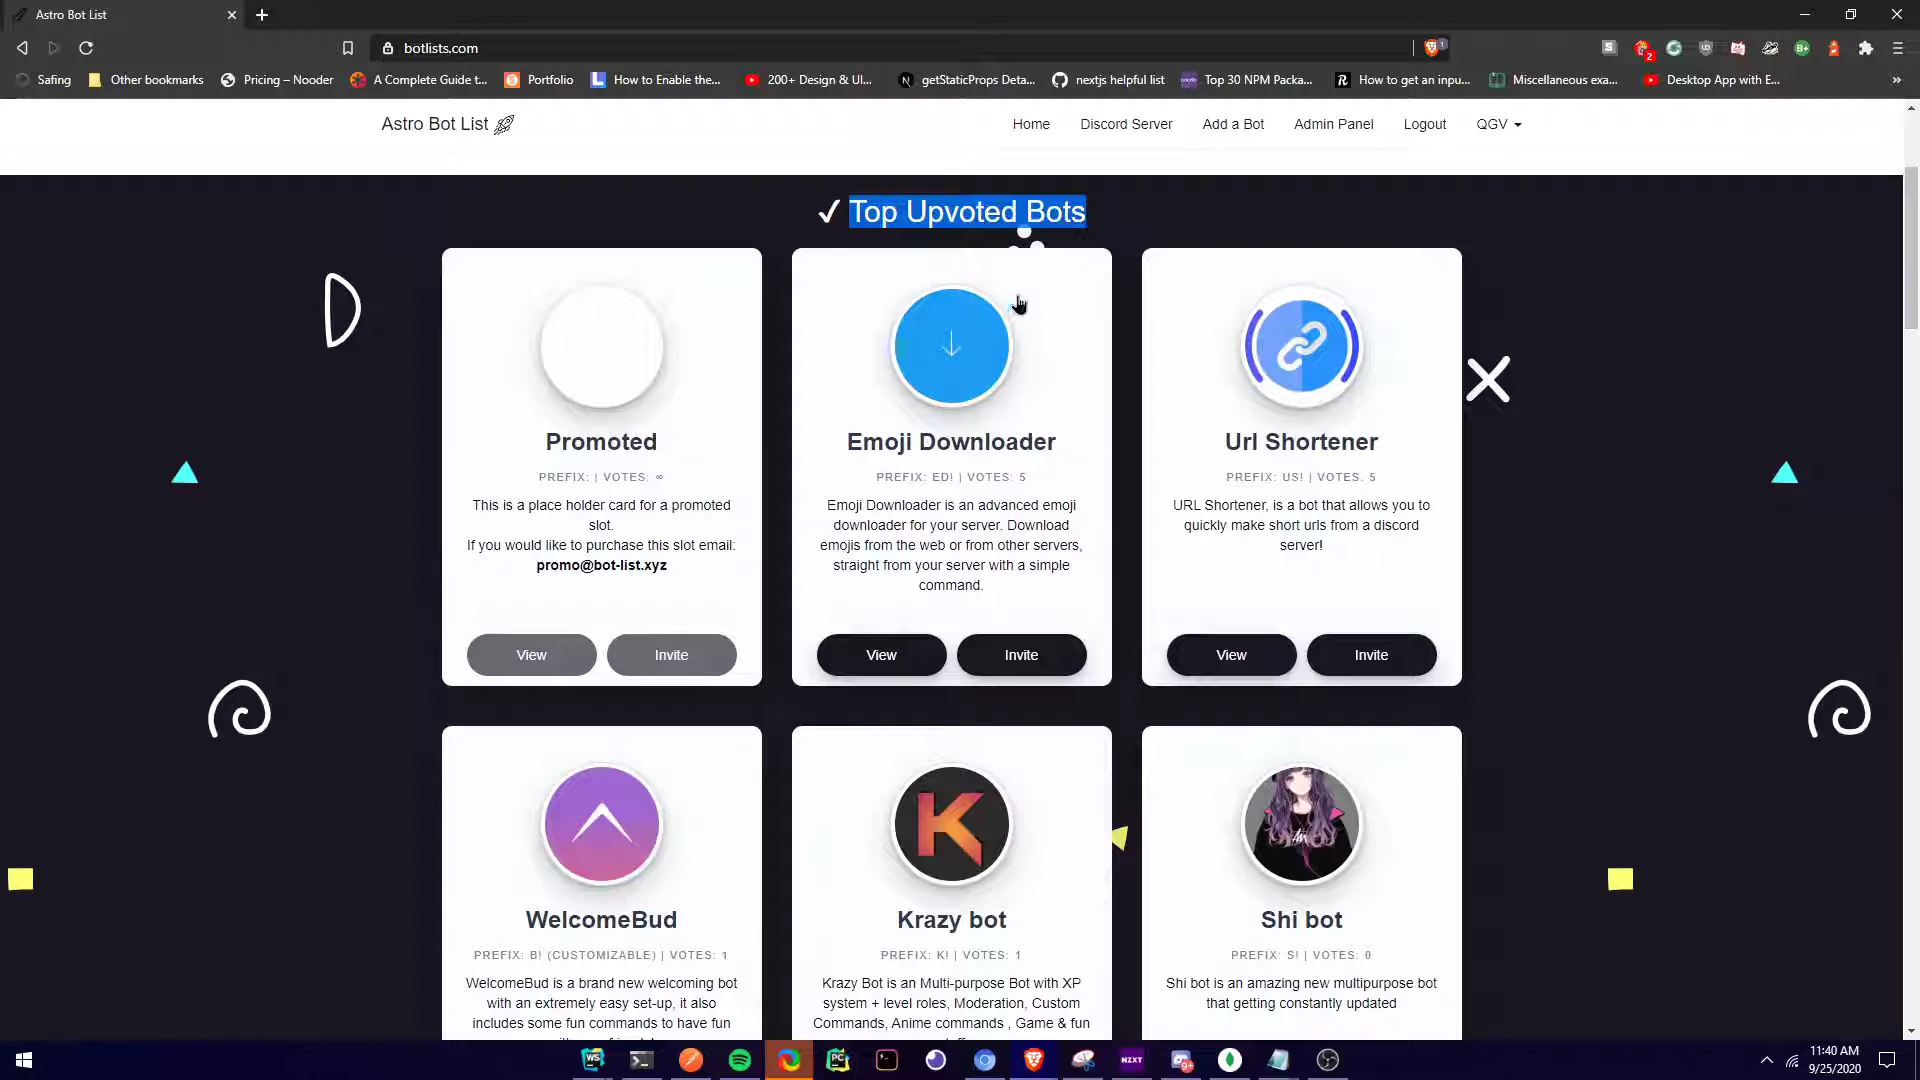 Astro Bot List
botlists.com
1
S
2
B+
Safing
Other bookmarks
Pricing – Nooder
A Complete Guide t...
Portfolio
How to Enable the...
200+ Design & UI...
getStaticProps Deta...
nextjs helpful list
Top 30 NPM Packa...
How to get an inpu...
Miscellaneous exa...
Desktop App with E...
Astro Bot List
Home
Discord Server
Add a Bot
Admin Panel
Logout
QGV
Top Upvoted Bots
Promoted
PREFIX: | VOTES: ∞
This is a place holder card for a promoted
slot.
If you would like to purchase this slot email:
promo@bot-list.xyz
View
Invite
Emoji Downloader
PREFIX: ED! | VOTES: 5
Emoji Downloader is an advanced emoji
downloader for your server. Download
emojis from the web or from other servers,
straight from your server with a simple
command.
View
Invite
Url Shortener
PREFIX: US! | VOTES. 5
URL Shortener, is a bot that allows you to
quickly make short urls from a discord
server!
View
Invite
WelcomeBud
PREFIX: B! (CUSTOMIZABLE) | VOTES: 1
WelcomeBud is a brand new welcoming bot
with an extremely easy set-up, it also
includes some fun commands to have fun
K
Krazy bot
PREFIX: K! | VOTES: 1
Krazy Bot is an Multi-purpose Bot with XP
system + level roles, Moderation, Custom
Commands, Anime commands , Game & fun
Shi bot
PREFIX: S! | VOTES: 0
Shi bot is an amazing new multipurpose bot
that getting constantly updated
WS
PC
NZXT
11:40 AM
9/25/2020